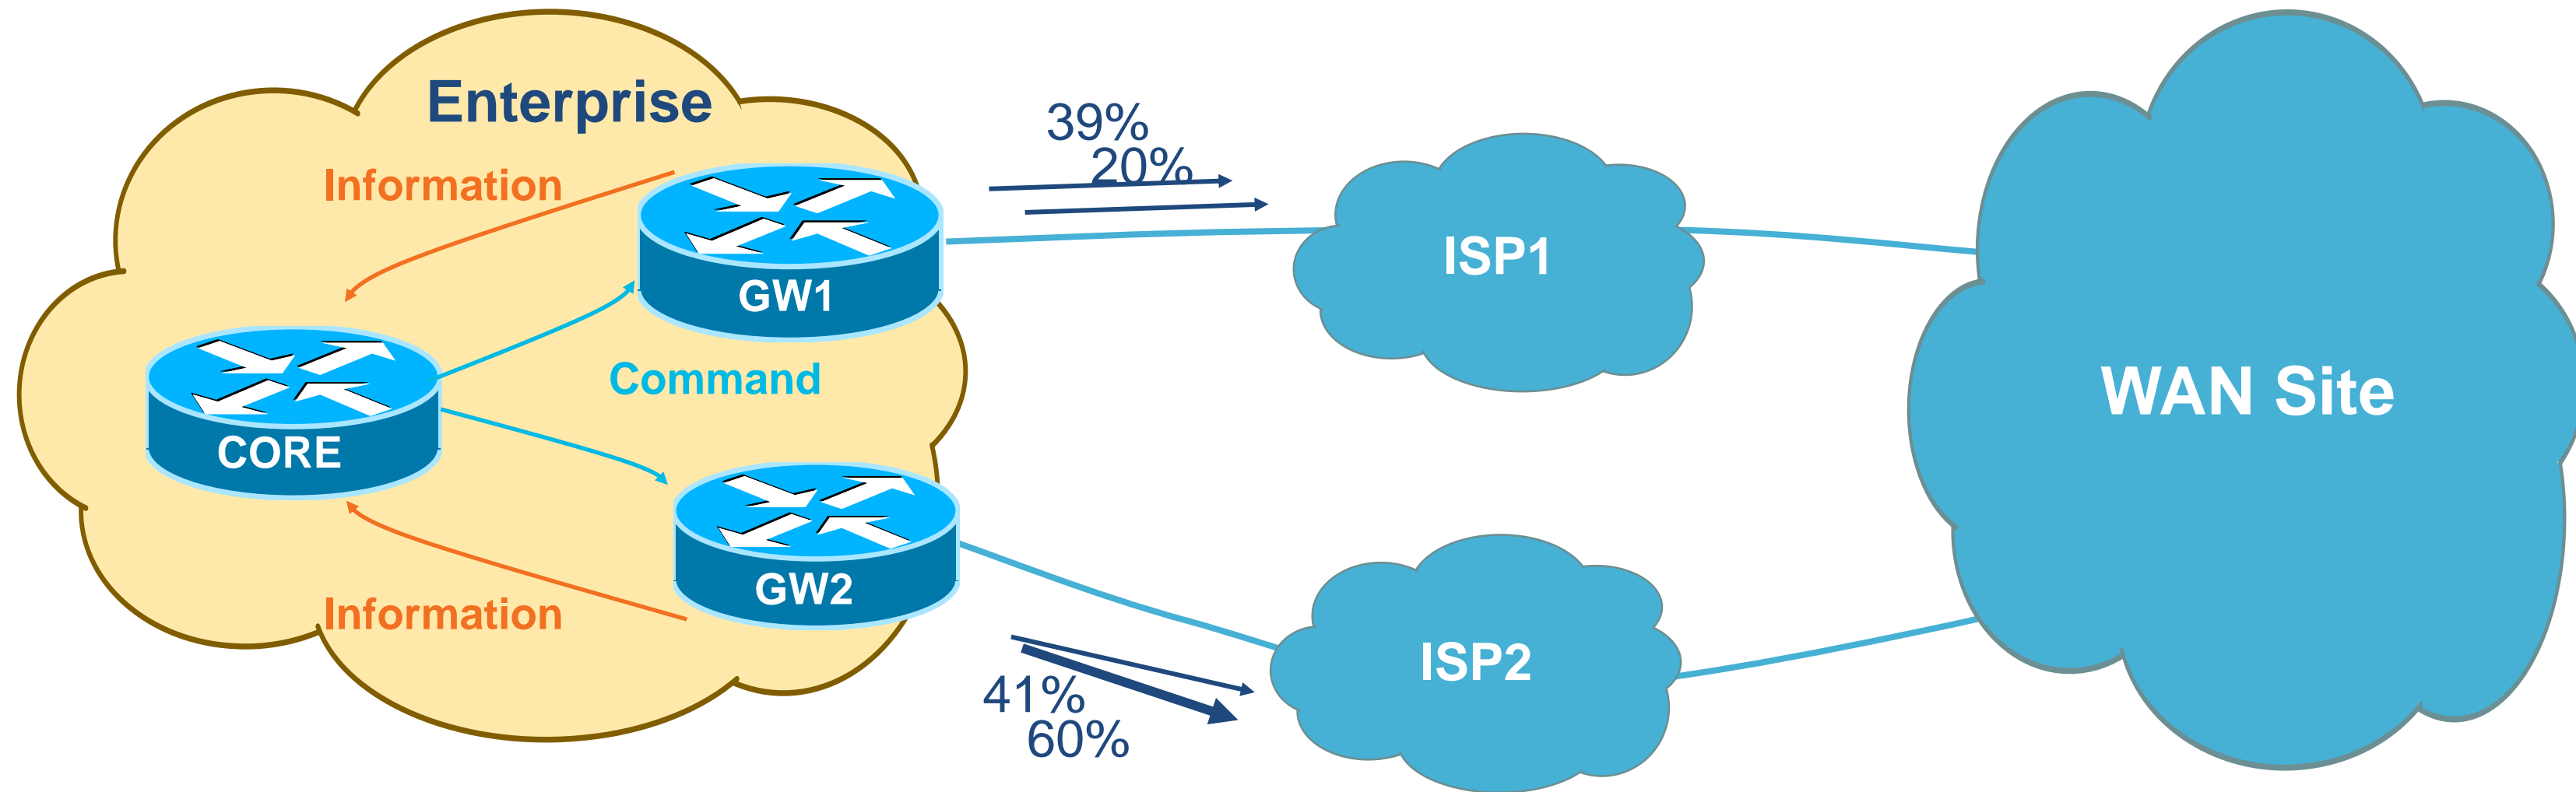 Enterprise
39%
20%
Information
GW1
ISP1
Command
WAN Site
CORE
GW2
Information
ISP2
41%
60%